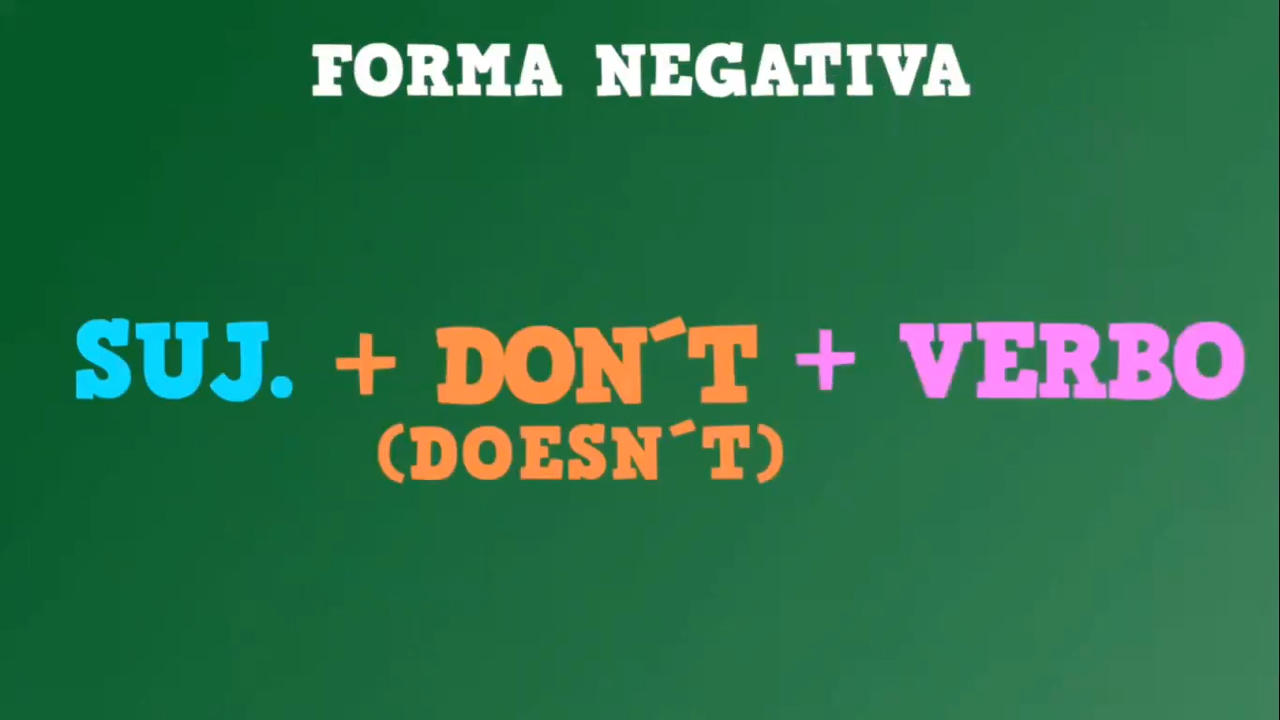 FORMA NEGATIVA
SUJ. + DON´T + VERBO
(DOESN´T)